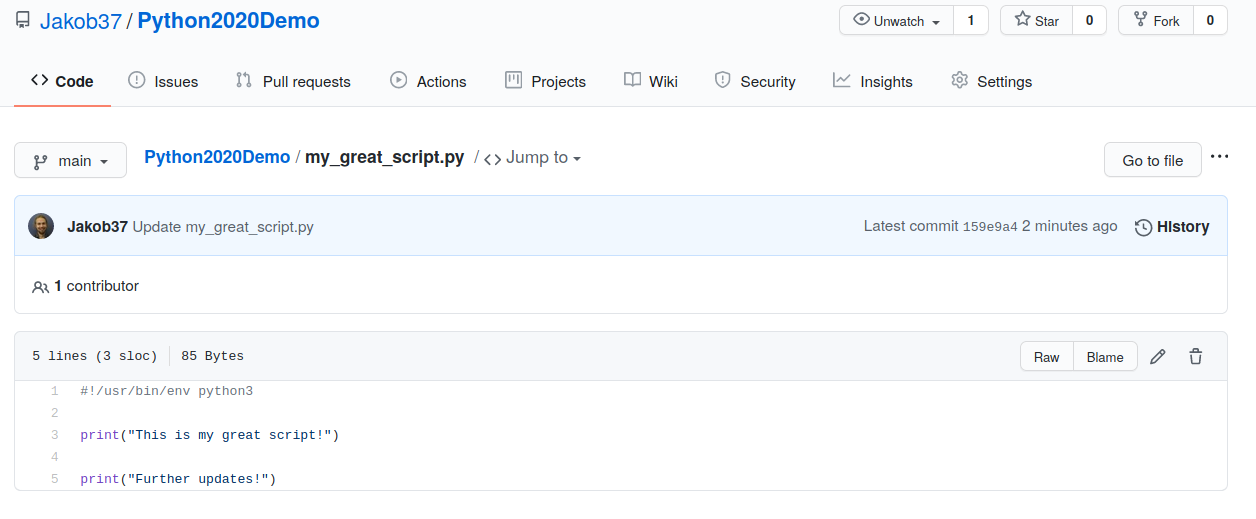 Jakob37 / Python2020Demo
Unwatch 1 Star 0 Fork 0
Code Issues Pull requests Actions Projects Wiki Security Insights Settings
main Python2020Demo / my_great_script.py / <> Jump to Go to file ...
Jakob37 Update my_great_script.py Latest commit 159e9a4 2 minutes ago History
1 contributor
5 lines (3 sloc) 85 Bytes Raw Blame
1 #!/usr/bin/env python3
2
3 print("This is my great script!")
4
5 print("Further updates!")